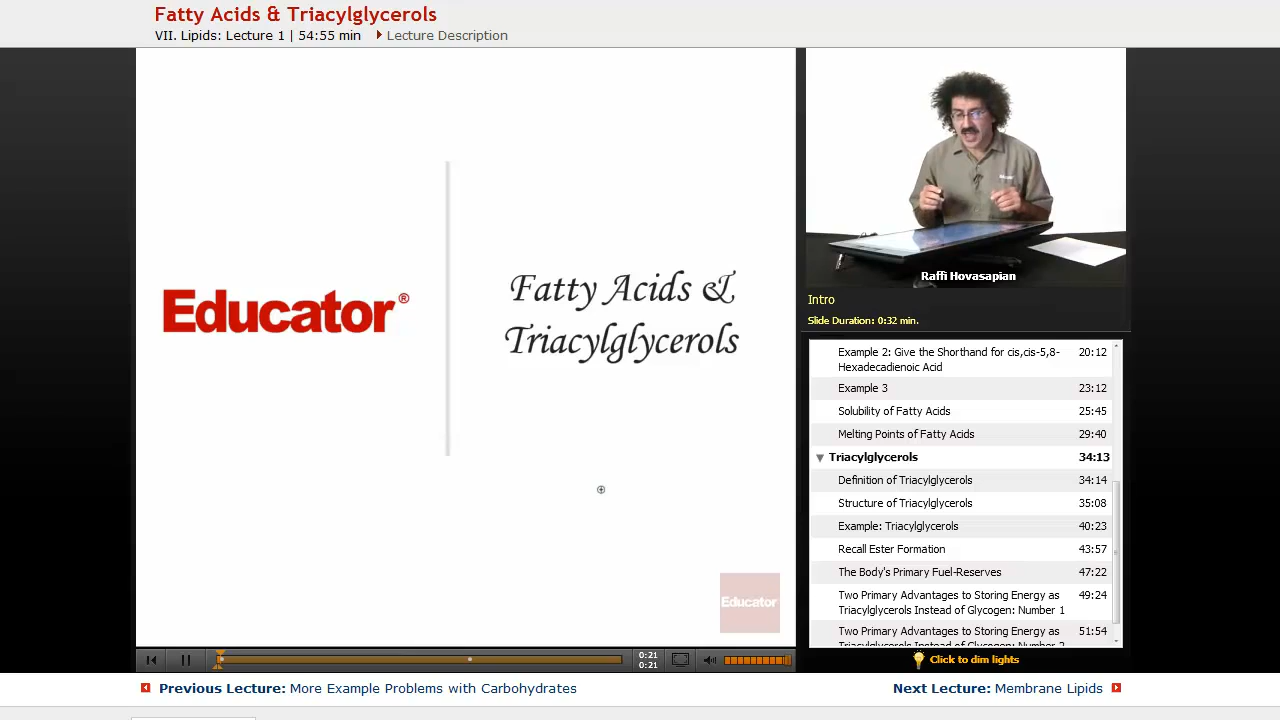 Fatty Acids & Triacylglycerols
VII. Lipids: Lecture 1 | 54:55 min
Lecture Description
Educator®
Fatty Acids &
Triacylglycerols
Educator
Raffi Hovasapian
Intro
Slide Duration: 0:32 min.
Example 2: Give the Shorthand for cis,cis-5,8- 20:12
Hexadecadienoic Acid
Example 3 23:12
Solubility of Fatty Acids 25:45
Melting Points of Fatty Acids 29:40
Triacylglycerols 34:13
Definition of Triacylglycerols 34:14
Structure of Triacylglycerols 35:08
Example: Triacylglycerols 40:23
Recall Ester Formation 43:57
The Body's Primary Fuel-Reserves 47:22
Two Primary Advantages to Storing Energy as 49:24
Triacylglycerols Instead of Glycogen: Number 1
Two Primary Advantages to Storing Energy as 51:54
Triacylglycerols Instead of Glycogen: Number 2
0:21
0:21
Click to dim lights
Previous Lecture: More Example Problems with Carbohydrates
Next Lecture: Membrane Lipids